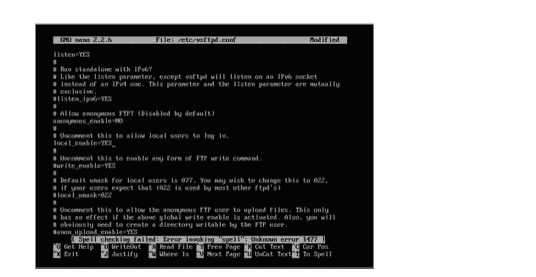 GNU nano 2.2.6 File: /etc/vsftpd.conf Modified
listen=YES
#
# Run standalone with IPv6?
# Like the listen parameter, except vsftpd will listen on an IPv6 socket
# instead of an IPv4 one. This parameter and the listen parameter are mutually
# exclusive.
#listen_ipv6=YES
#
# Allow anonymous FTP? (Disabled by default)
anonymous_enable=NO
#
# Uncomment this to allow local users to log in.
local_enable=YES
#
# Uncomment this to enable any form of FTP write command.
#write_enable=YES
#
# Default umask for local users is 077. You may wish to change this to 022,
# if your users expect that (022 is used by most other ftpd's)
#local_umask=022
#
# Uncomment this to allow the anonymous FTP user to upload files. This only
# has an effect if the above global write enable is activated. Also, you will
# obviously need to create a directory writable by the FTP user.
#anon_upload_enable=YES
[ Spell checking failed: Error invoking "spell": Unknown error 1477 ]
^G Get Help ^O WriteOut ^R Read File ^Y Prev Page ^K Cut Text ^C Cur Pos
^X Exit ^J Justify ^W Where Is ^V Next Page ^U UnCut Text ^T To Spell